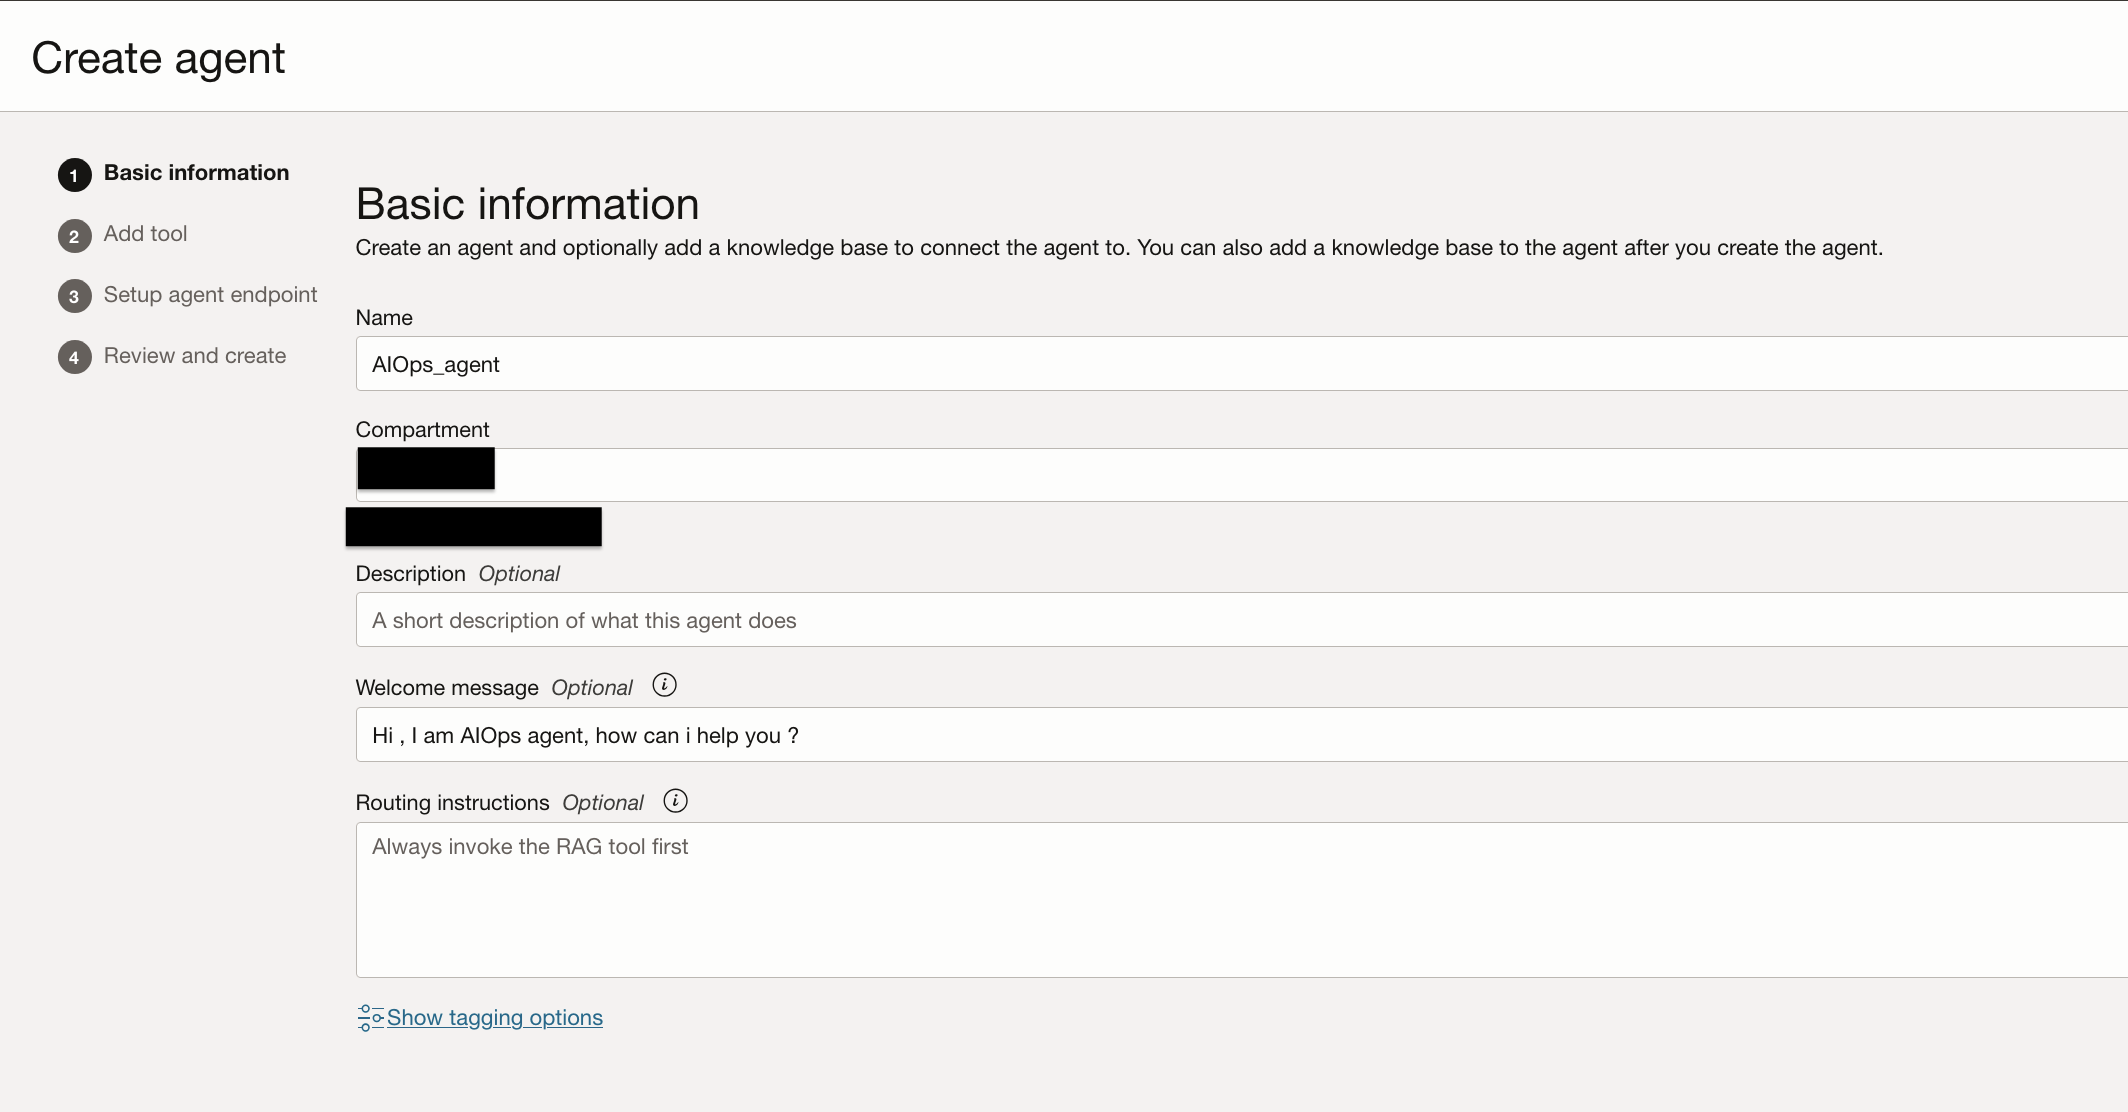 Create agent
1 Basic information
2 Add tool
3 Setup agent endpoint
4 Review and create
Basic information
Create an agent and optionally add a knowledge base to connect the agent to. You can also add a knowledge base to the agent after you create the agent.
Name
AIOps_agent
Compartment
Description Optional
A short description of what this agent does
Welcome message Optional i
Hi , I am AIOps agent, how can i help you ?
Routing instructions Optional i
Always invoke the RAG tool first
Show tagging options